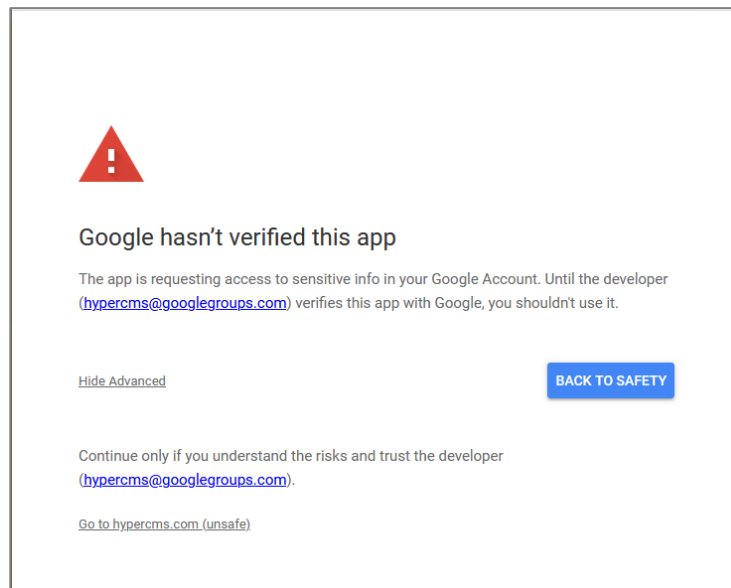 Google hasn't verified this app
The app is requesting access to sensitive info in your Google Account. Until the developer
(hypercms@googlegroups.com) verifies this app with Google, you shouldn't use it.
Hide Advanced
BACK TO SAFETY
Continue only if you understand the risks and trust the developer
(hypercms@googlegroups.com).
Go to hypercms.com (unsafe)